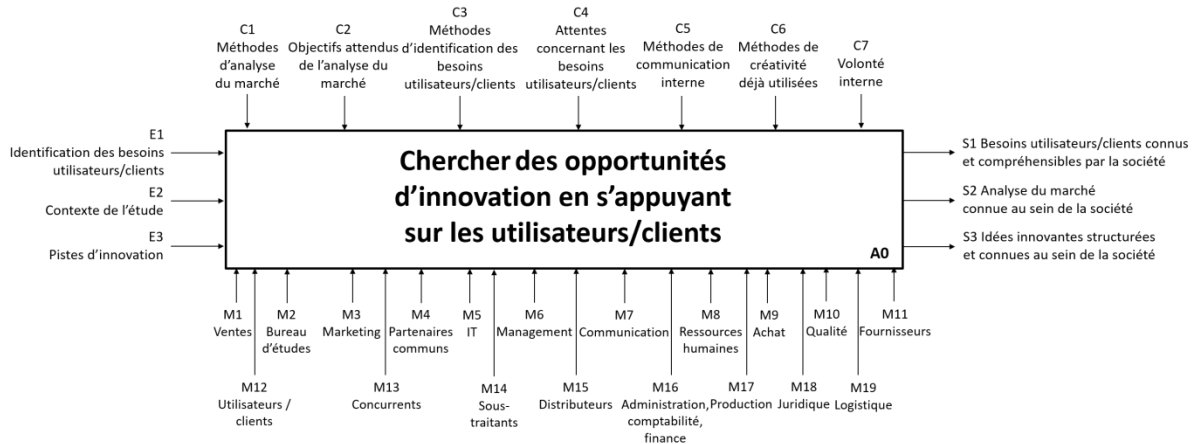 C1
Méthodes
d'analyse
du marché
C2
Objectifs attendus
de l'analyse du
marché
C3
Méthodes
d'identification des
besoins
utilisateurs/clients
C4
Attentes
concernant les
besoins
utilisateurs/clients
C5
Méthodes de
communication
interne
C6
Méthodes de
créativité
déjà utilisées
C7
Volonté
interne
E1
Identification des besoins
utilisateurs/clients
E2
Contexte de l'étude
E3
Pistes d'innovation
Chercher des opportunités
d'innovation en s'appuyant
sur les utilisateurs/clients
A0
S1 Besoins utilisateurs/clients connus
et compréhensibles par la société
S2 Analyse du marché
connue au sein de la société
S3 Idées innovantes structurées
et connues au sein de la société
M1
Ventes
M2
Bureau
d'études
M3
Marketing
M4
Partenaires
communs
M5
IT
M6
Management
M7
Communication
M8
Ressources
humaines
M9
Achat
M10
Qualité
M11
Fournisseurs
M12
Utilisateurs /
clients
M13
Concurrents
M14
Sous-
traitants
M15
Distributeurs
M16
Administration,
comptabilité,
finance
M17
Production
M18
Juridique
M19
Logistique